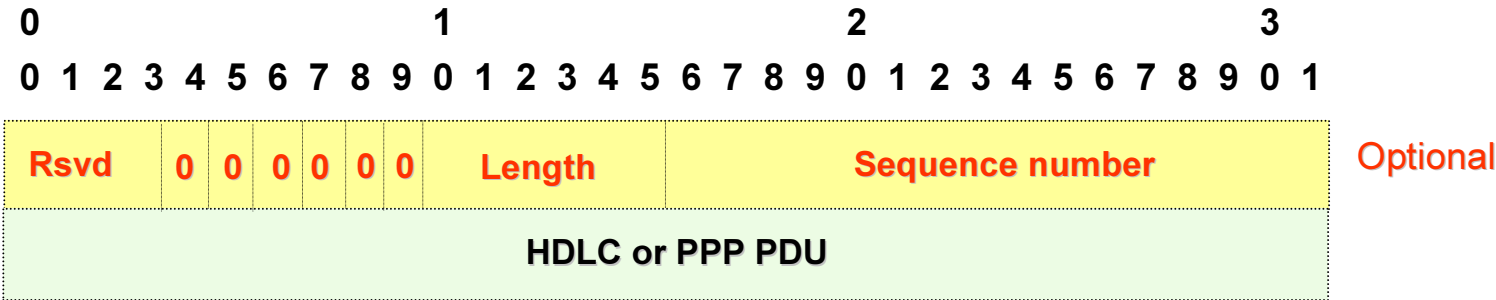 0 1 2 3
0 1 2 3 4 5 6 7 8 9 0 1 2 3 4 5 6 7 8 9 0 1 2 3 4 5 6 7 8 9 0 1
Rsvd 0 0 0 0 0 0 Length Sequence number Optional
HDLC or PPP PDU